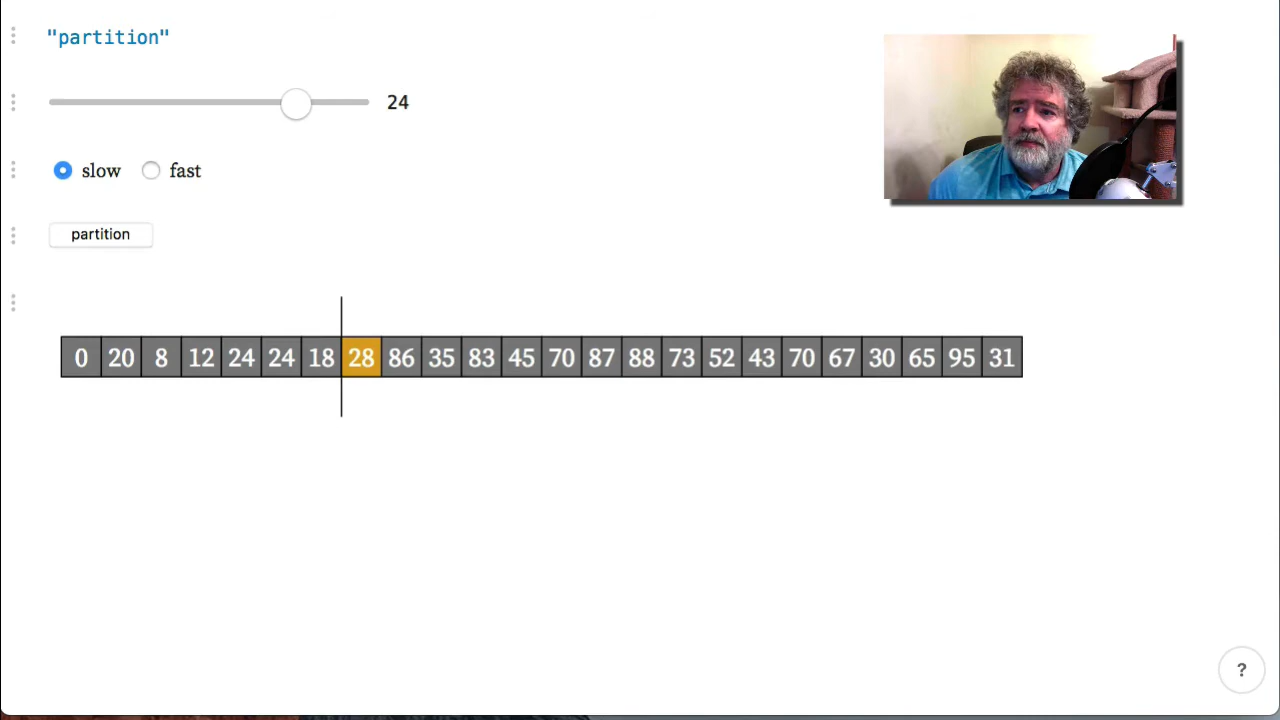 "partition"
24
slow fast
partition
0 20 8 12 24 24 18 28 86 35 83 45 70 87 88 73 52 43 70 67 30 65 95 31
?